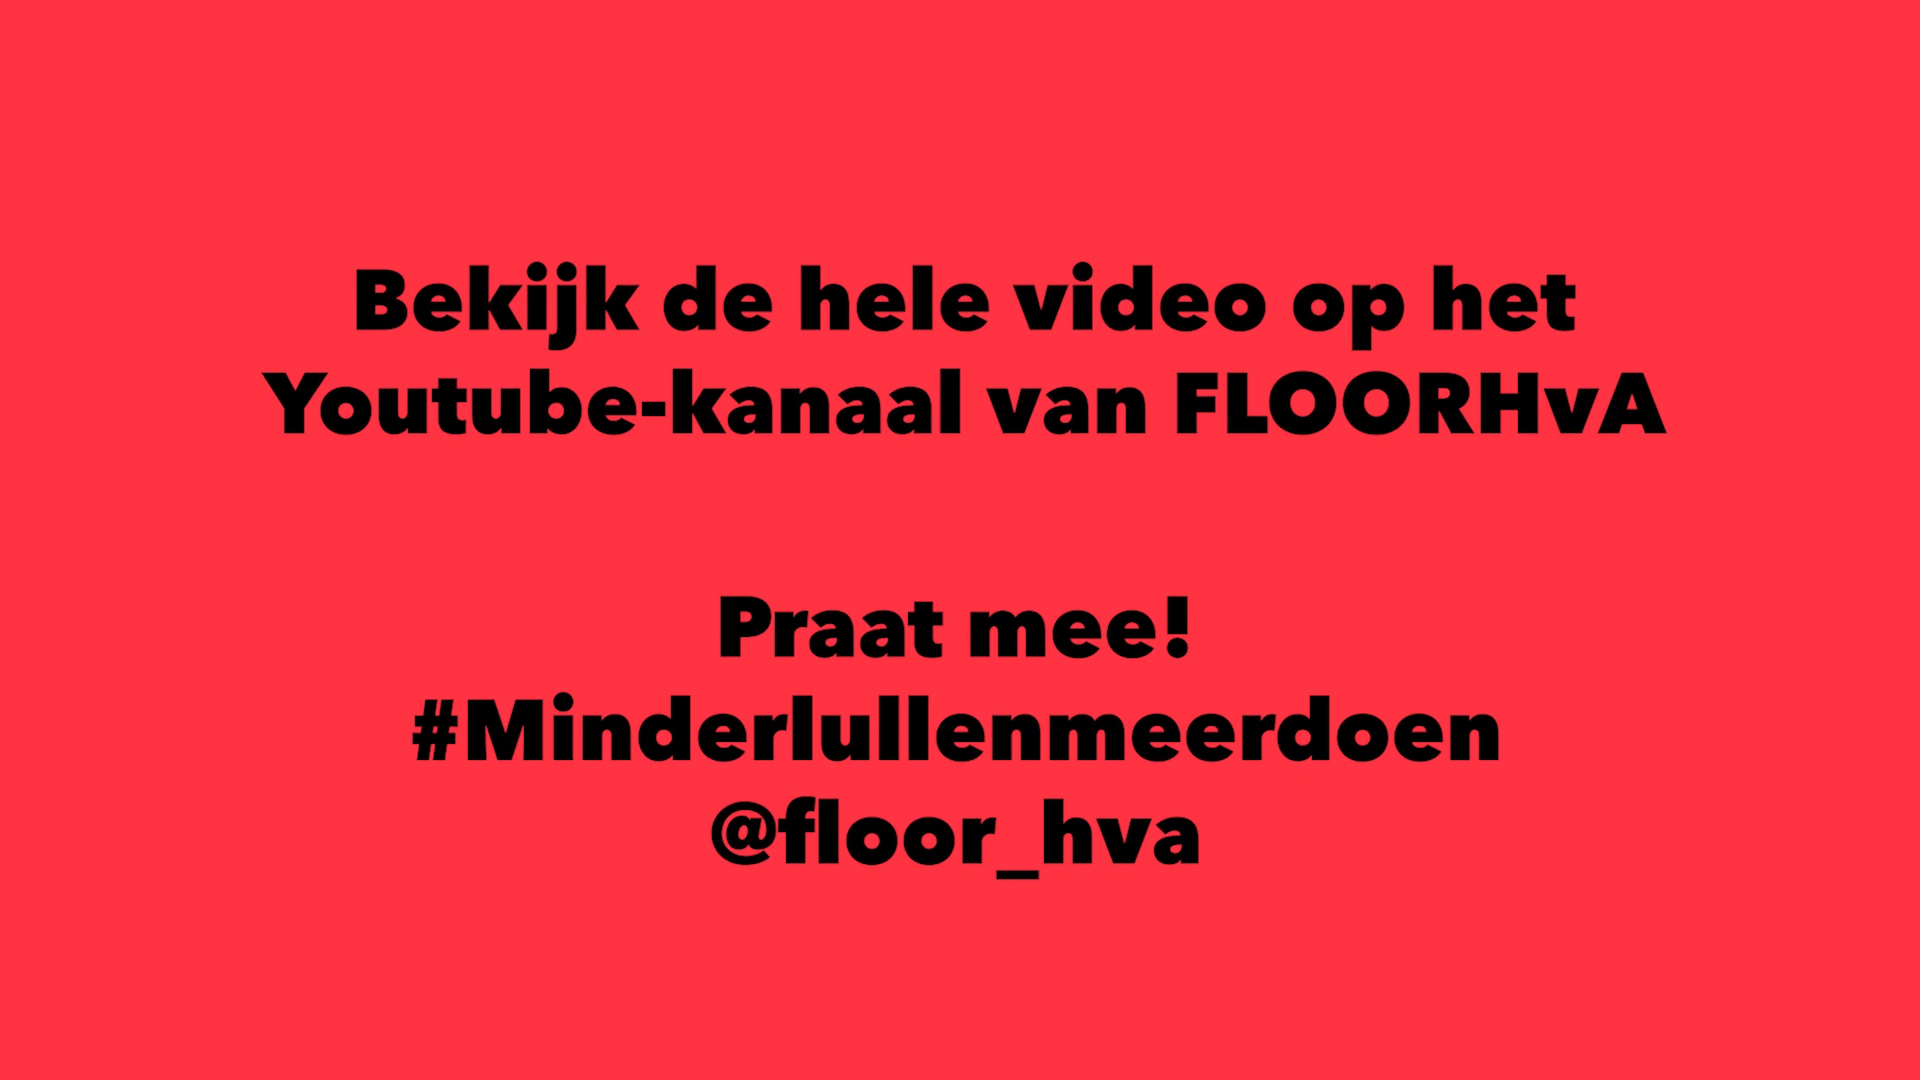 Bekijk de hele video op het
Youtube-kanaal van FLOORHvA
Praat mee!
#Minderlullenmeerdoen
@floor_hva